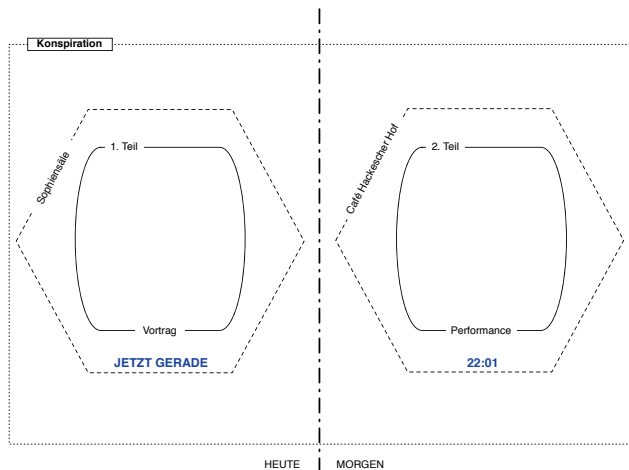 Konspiration
Sophiensäle
1. Teil
Vortrag
JETZT GERADE
Café Hackescher Hof
2. Teil
Performance
22:01
HEUTE
MORGEN